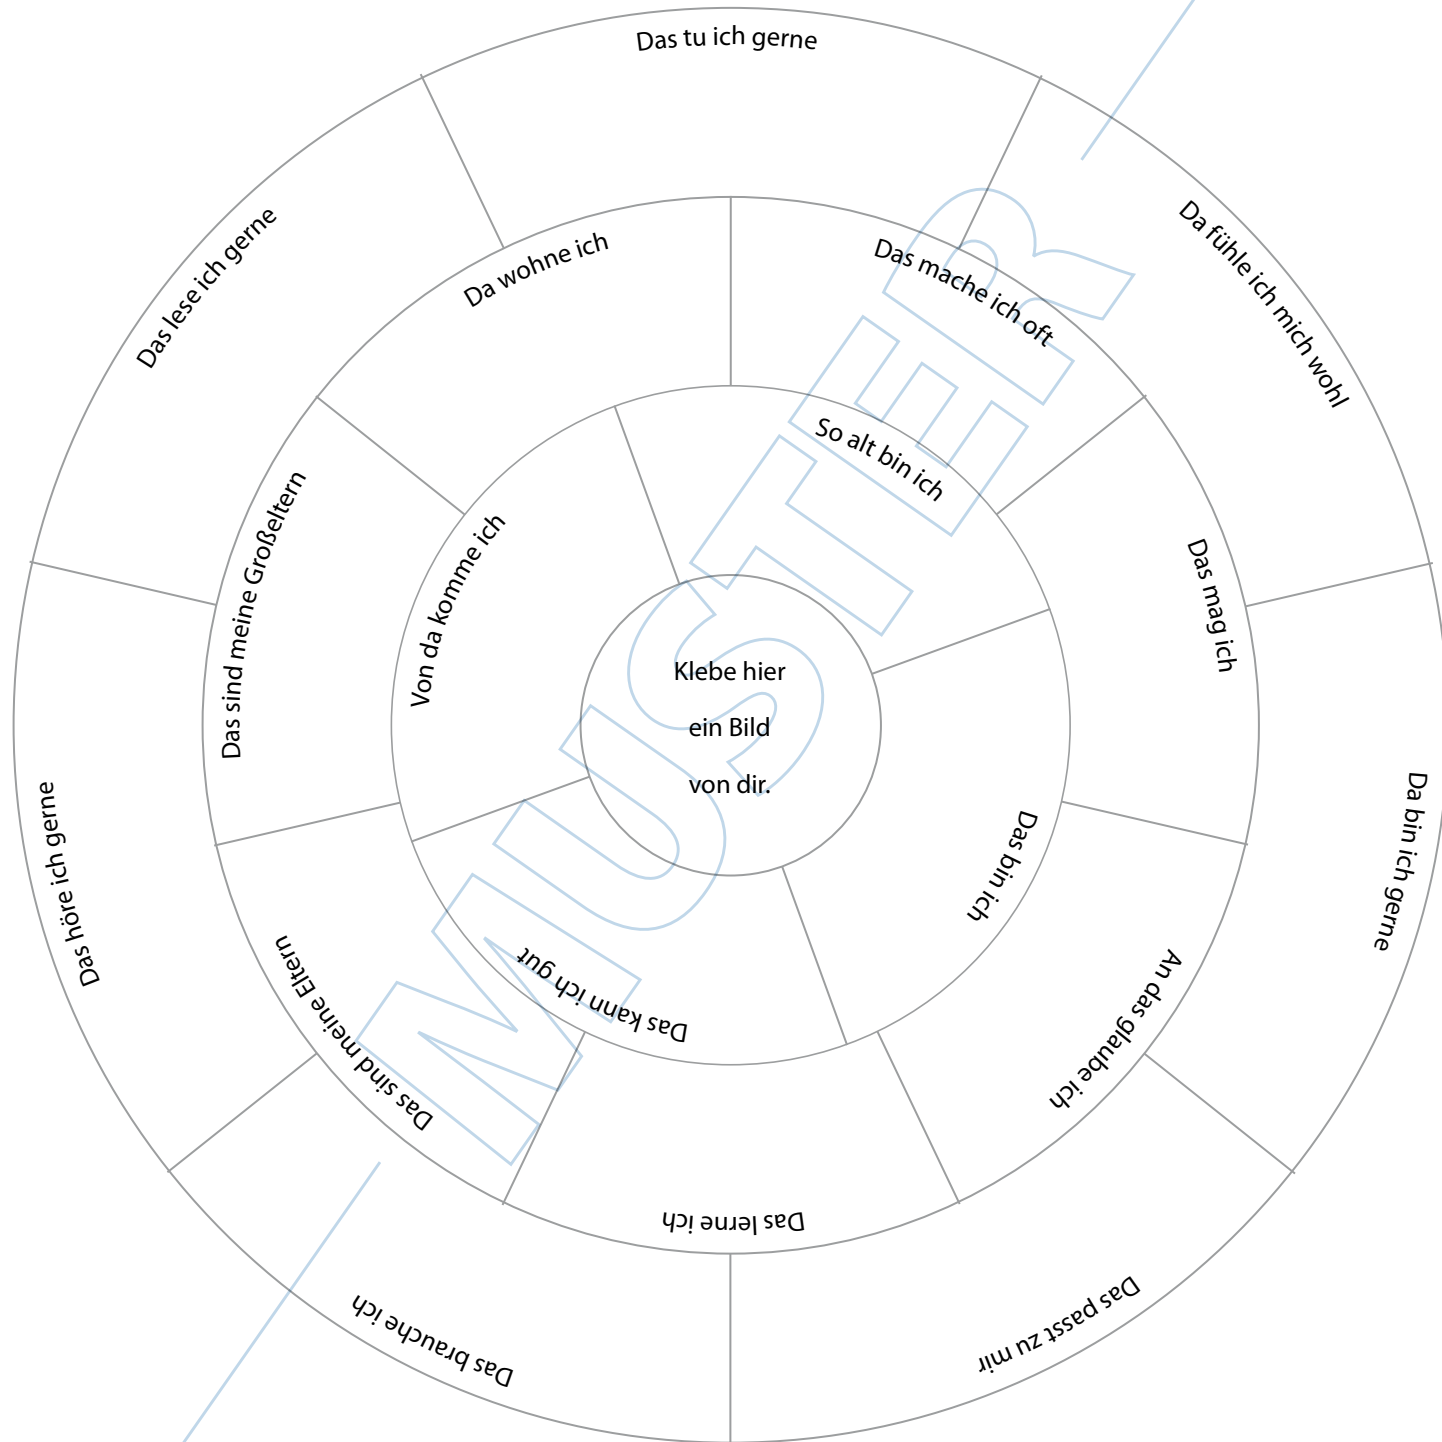 Das tu ich gerne
Da fühle ich mich wohl
Da bin ich gerne
Das passt zu mir
Das brauche ich
Das höre ich gerne
Das lese ich gerne
Da wohne ich
Das mache ich oft
Das mag ich
An das glaube ich
Das lerne ich
Das sind meine Eltern
Das sind meine Großeltern
Von da komme ich
So alt bin ich
Das bin ich
Das kann ich gut
Klebe hier
ein Bild
von dir.
MUSTER